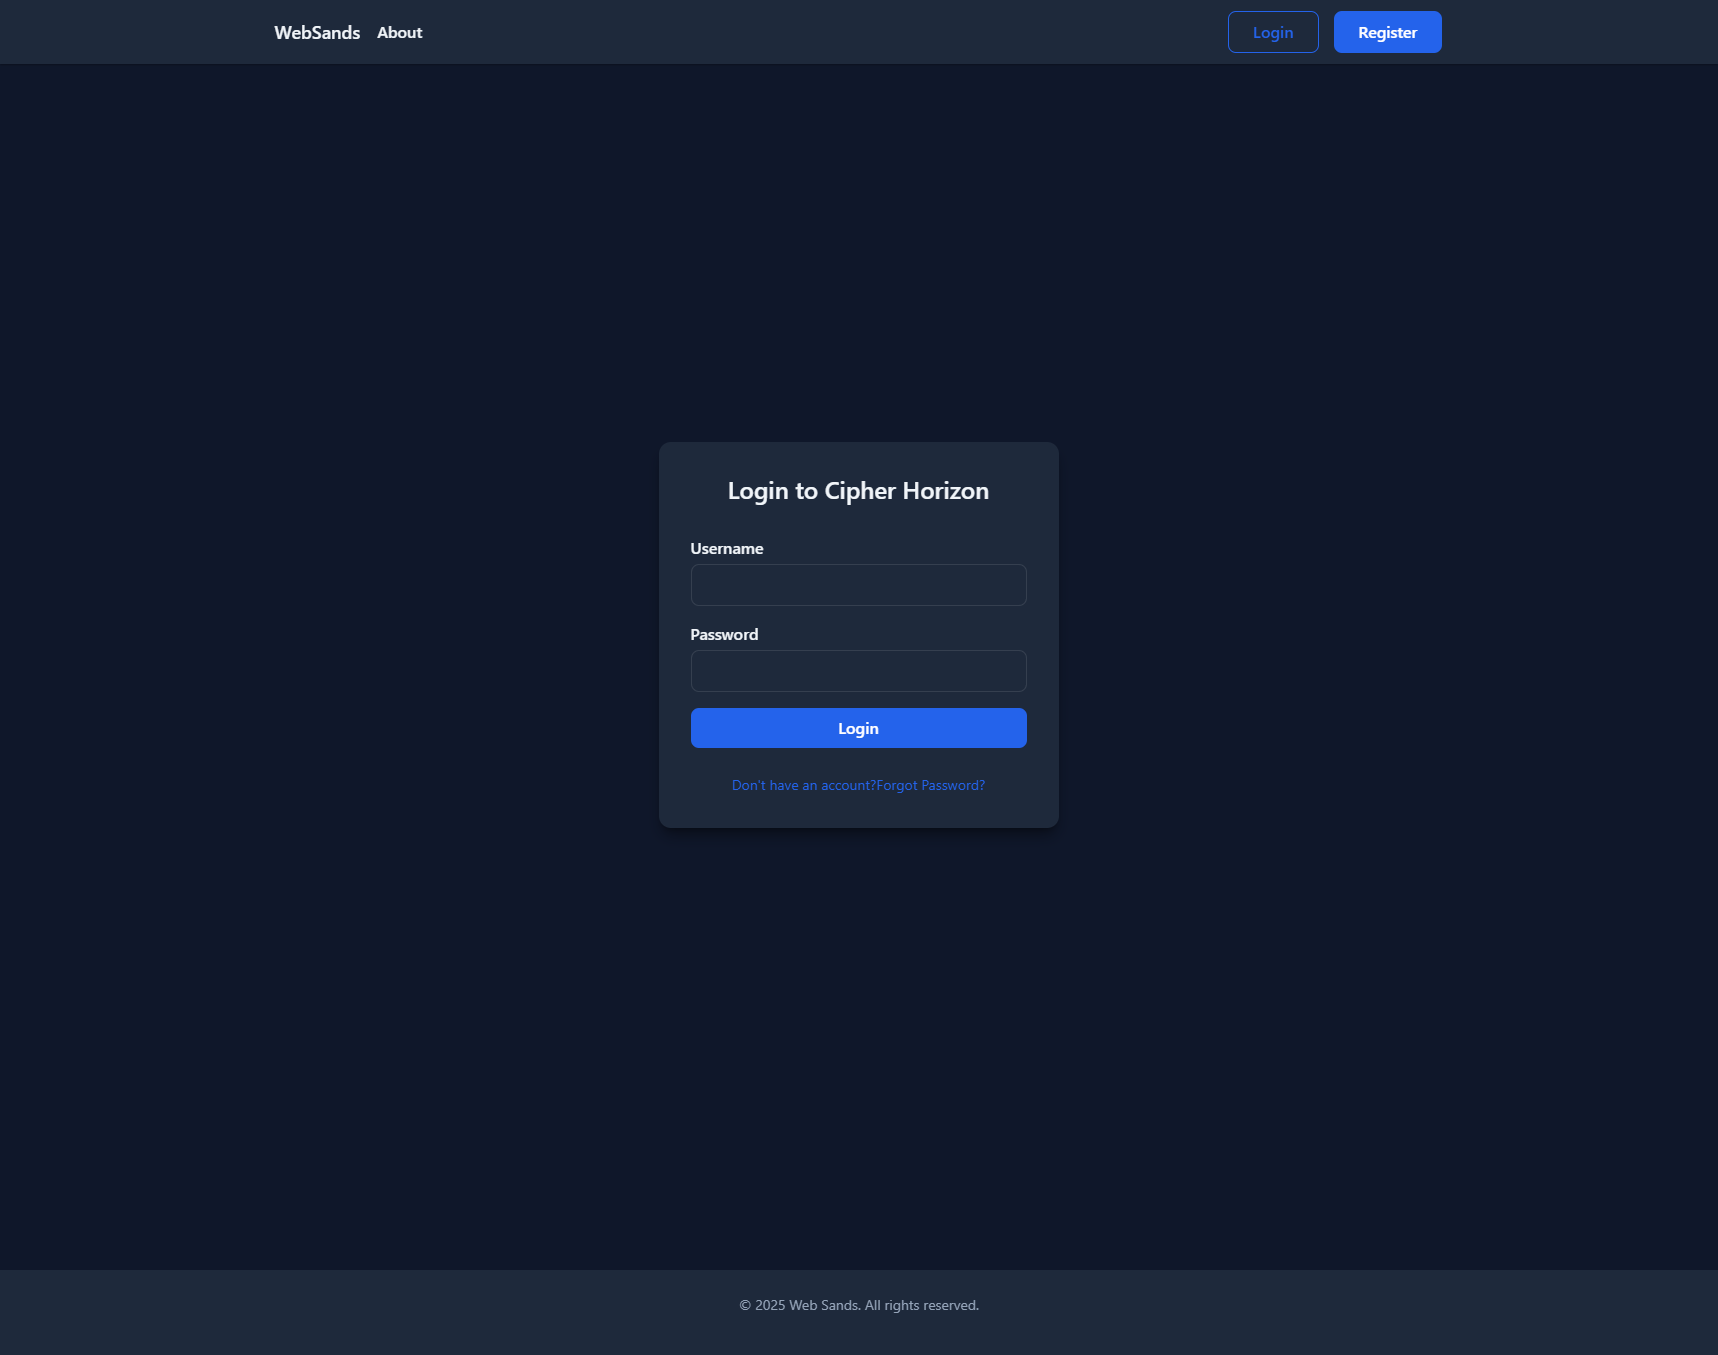 WebSands About Login Register
Login to Cipher Horizon
Username
Password
Login
Don't have an account?Forgot Password?
© 2025 Web Sands. All rights reserved.